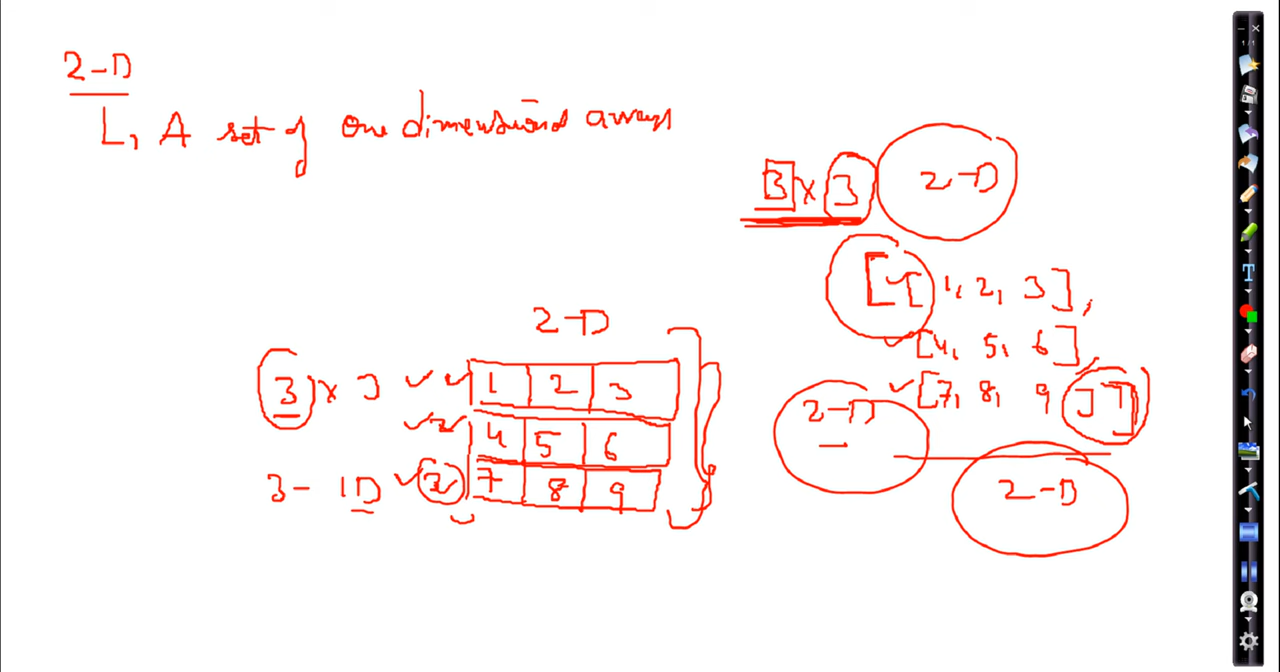 2-D
↳ A set of one dimensional arrays
3 x 3 2-D
[[1, 2, 3],
[4, 5, 6],
[7, 8, 9]]
2-D
2-D
2-D
3 x 3 1 2 3
4 5 6
3- 1D 7 8 9